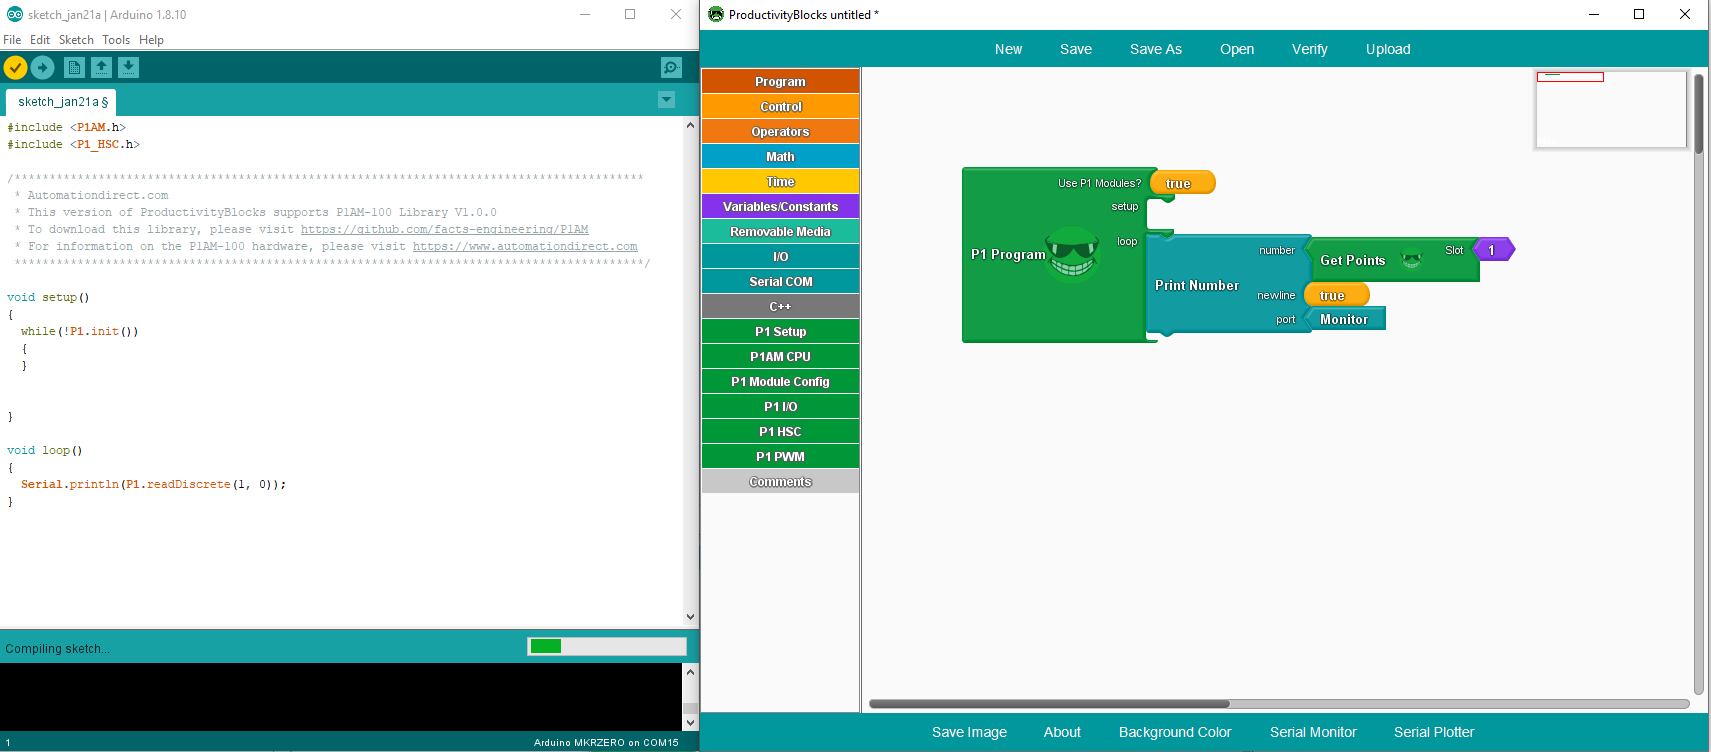 sketch_jan21a | Arduino 1.8.10
File Edit Sketch Tools Help
sketch_jan21a §
#include <P1AM.h>
#include <P1_HSC.h>
/******************************************************************************************
* Automationdirect.com
* This version of ProductivityBlocks supports P1AM-100 Library V1.0.0
* To download this library, please visit https://github.com/facts-engineering/P1AM
* For information on the P1AM-100 hardware, please visit https://www.automationdirect.com
******************************************************************************************/
void setup()
{
while(!P1.init())
{
}
}
void loop()
{
Serial.println(P1.readDiscrete(1, 0));
}
Compiling sketch...
1
Arduino MKRZERO on COM15
ProductivityBlocks untitled *
New Save Save As Open Verify Upload
Program
Control
Operators
Math
Time
Variables/Constants
Removable Media
I/O
Serial COM
C++
P1 Setup
P1AM CPU
P1 Module Config
P1 I/O
P1 HSC
P1 PWM
Comments
Use P1 Modules? true
setup
loop
P1 Program
Print Number
number
Get Points
Slot
1
newline true
port Monitor
Save Image About Background Color Serial Monitor Serial Plotter